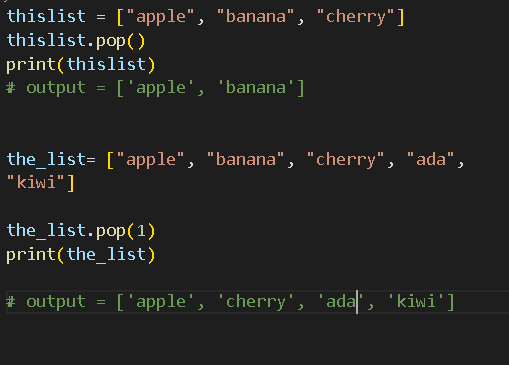 thislist = ["apple", "banana", "cherry"]
thislist.pop()
print(thislist)
# output = ['apple', 'banana']
the_list= ["apple", "banana", "cherry", "ada",
"kiwi"]
the_list.pop(1)
print(the_list)
# output = ['apple', 'cherry', 'ada', 'kiwi']